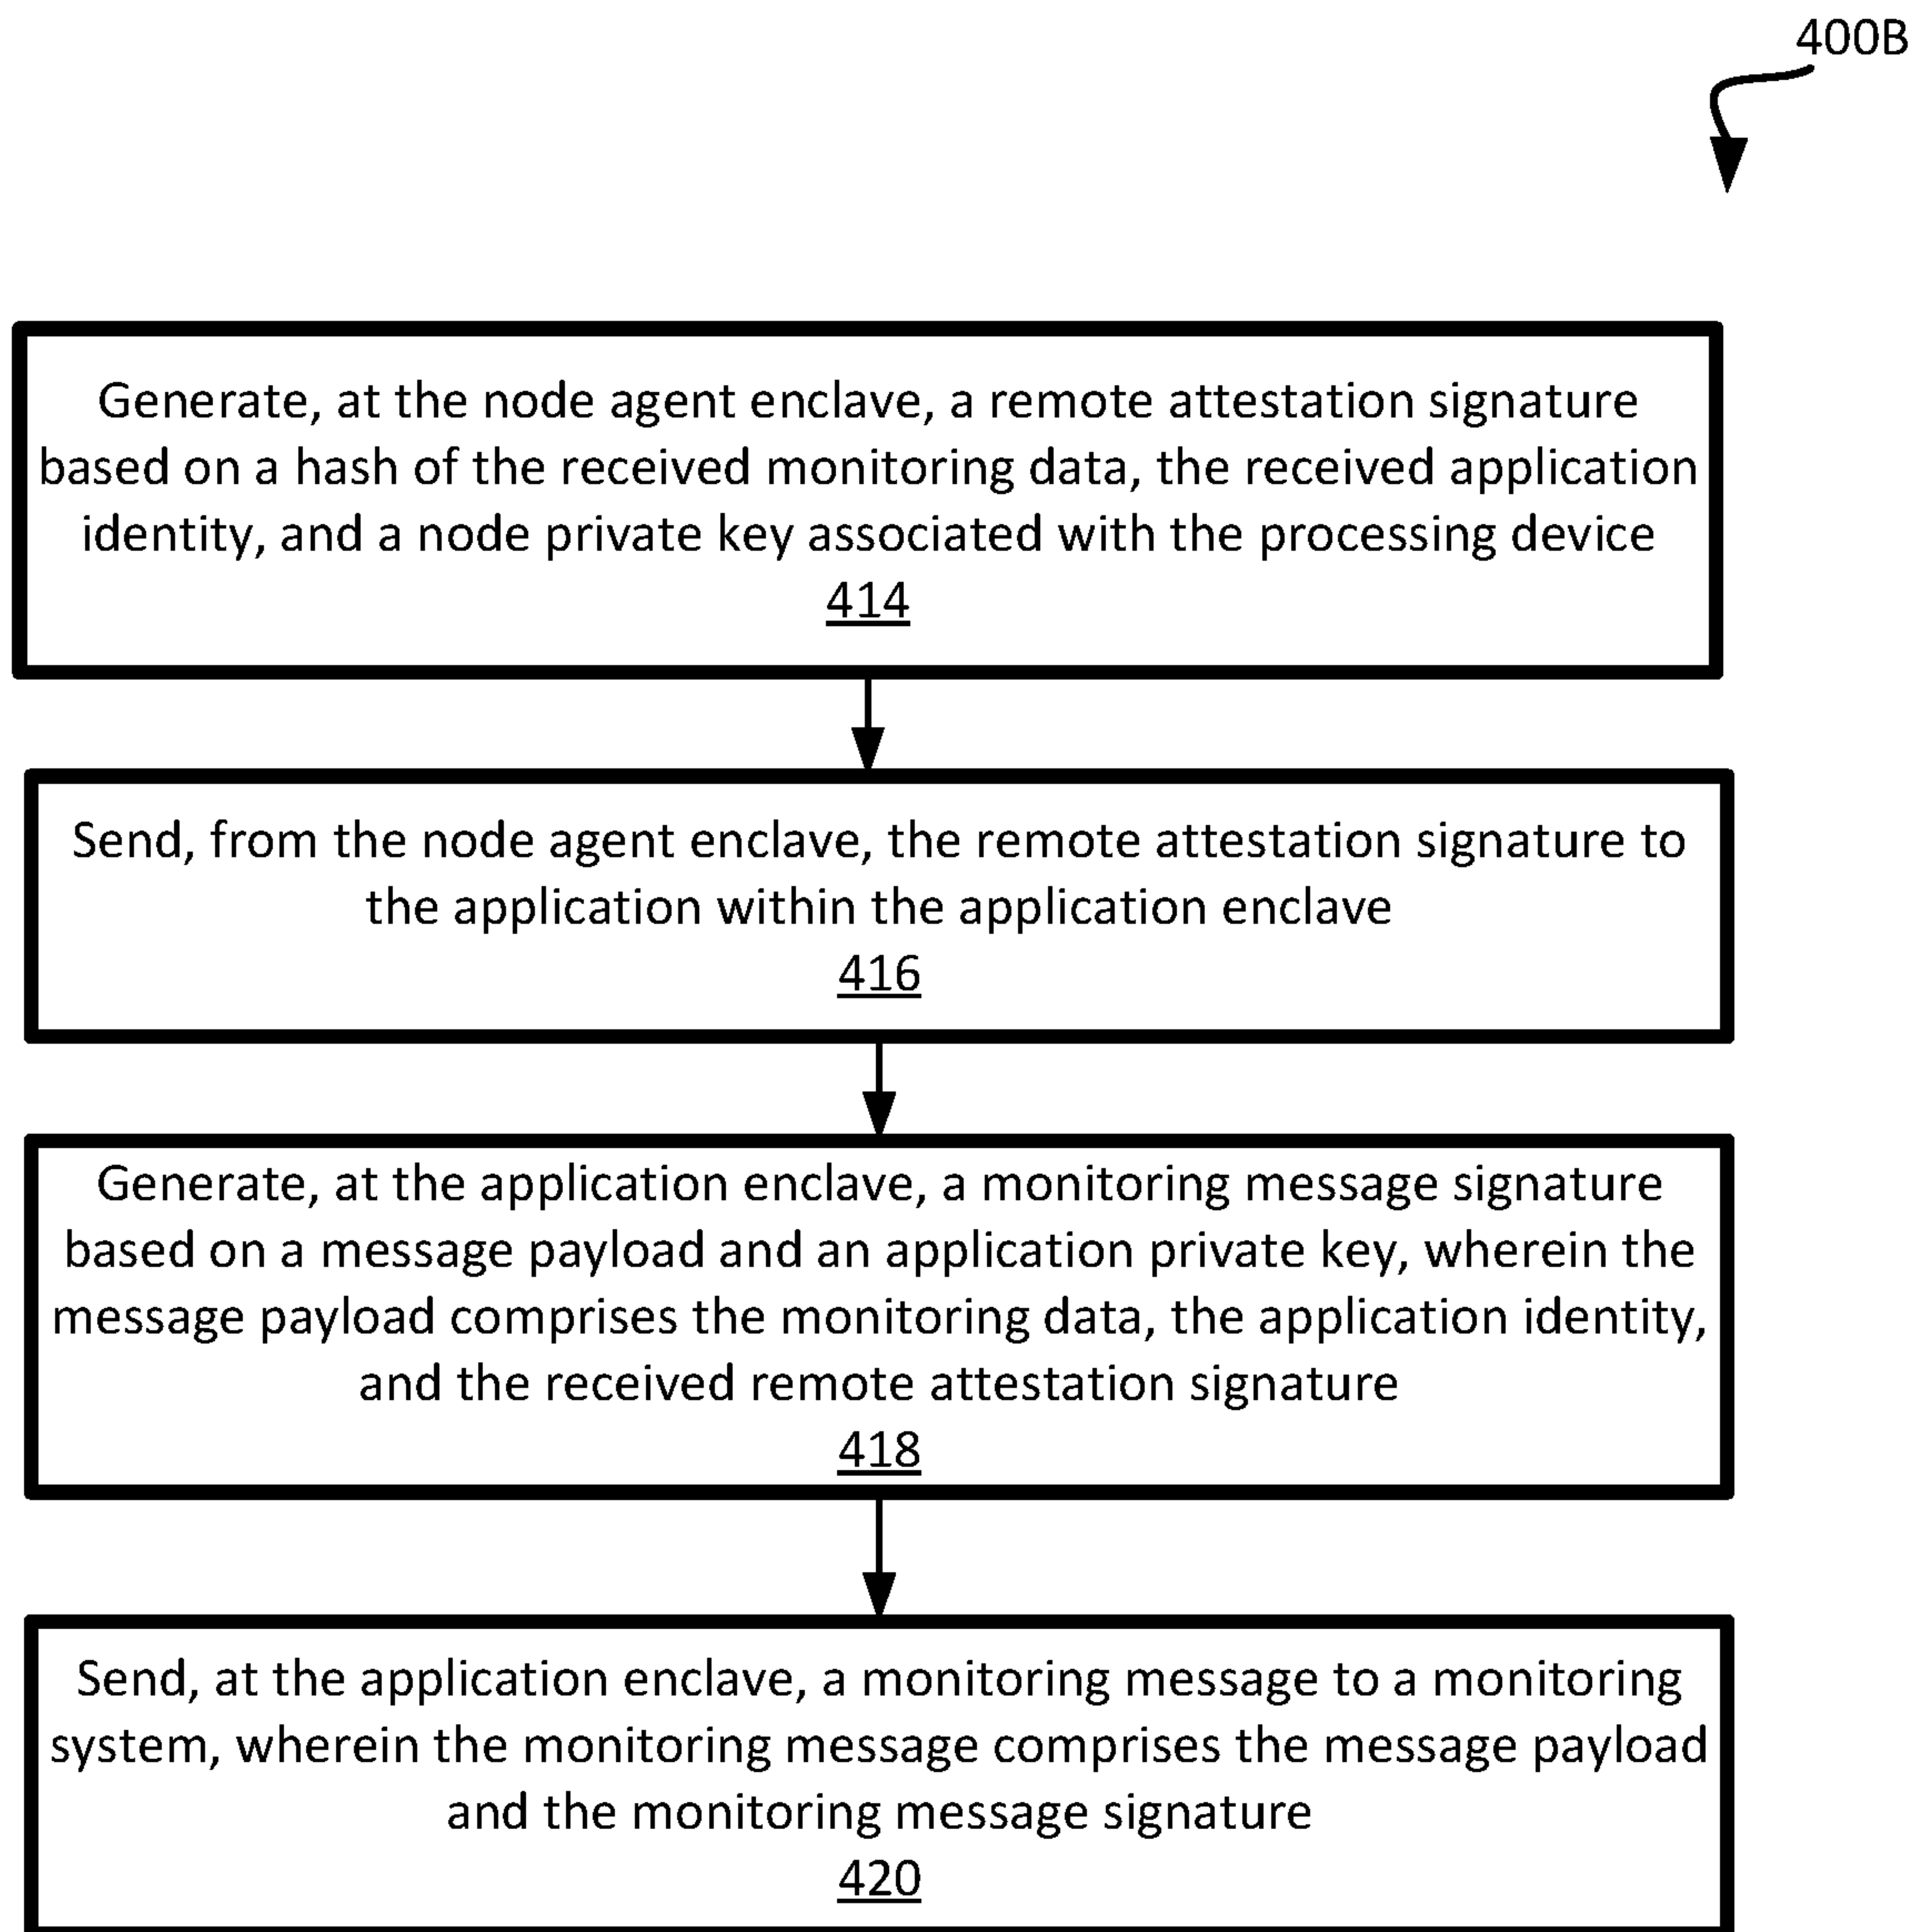 400B
Generate, at the node agent enclave, a remote attestation signature
based on a hash of the received monitoring data, the received application
identity, and a node private key associated with the processing device
414
Send, from the node agent enclave, the remote attestation signature to
the application within the application enclave
416
Generate, at the application enclave, a monitoring message signature
based on a message payload and an application private key, wherein the
message payload comprises the monitoring data, the application identity,
and the received remote attestation signature
418
Send, at the application enclave, a monitoring message to a monitoring
system, wherein the monitoring message comprises the message payload
and the monitoring message signature
420